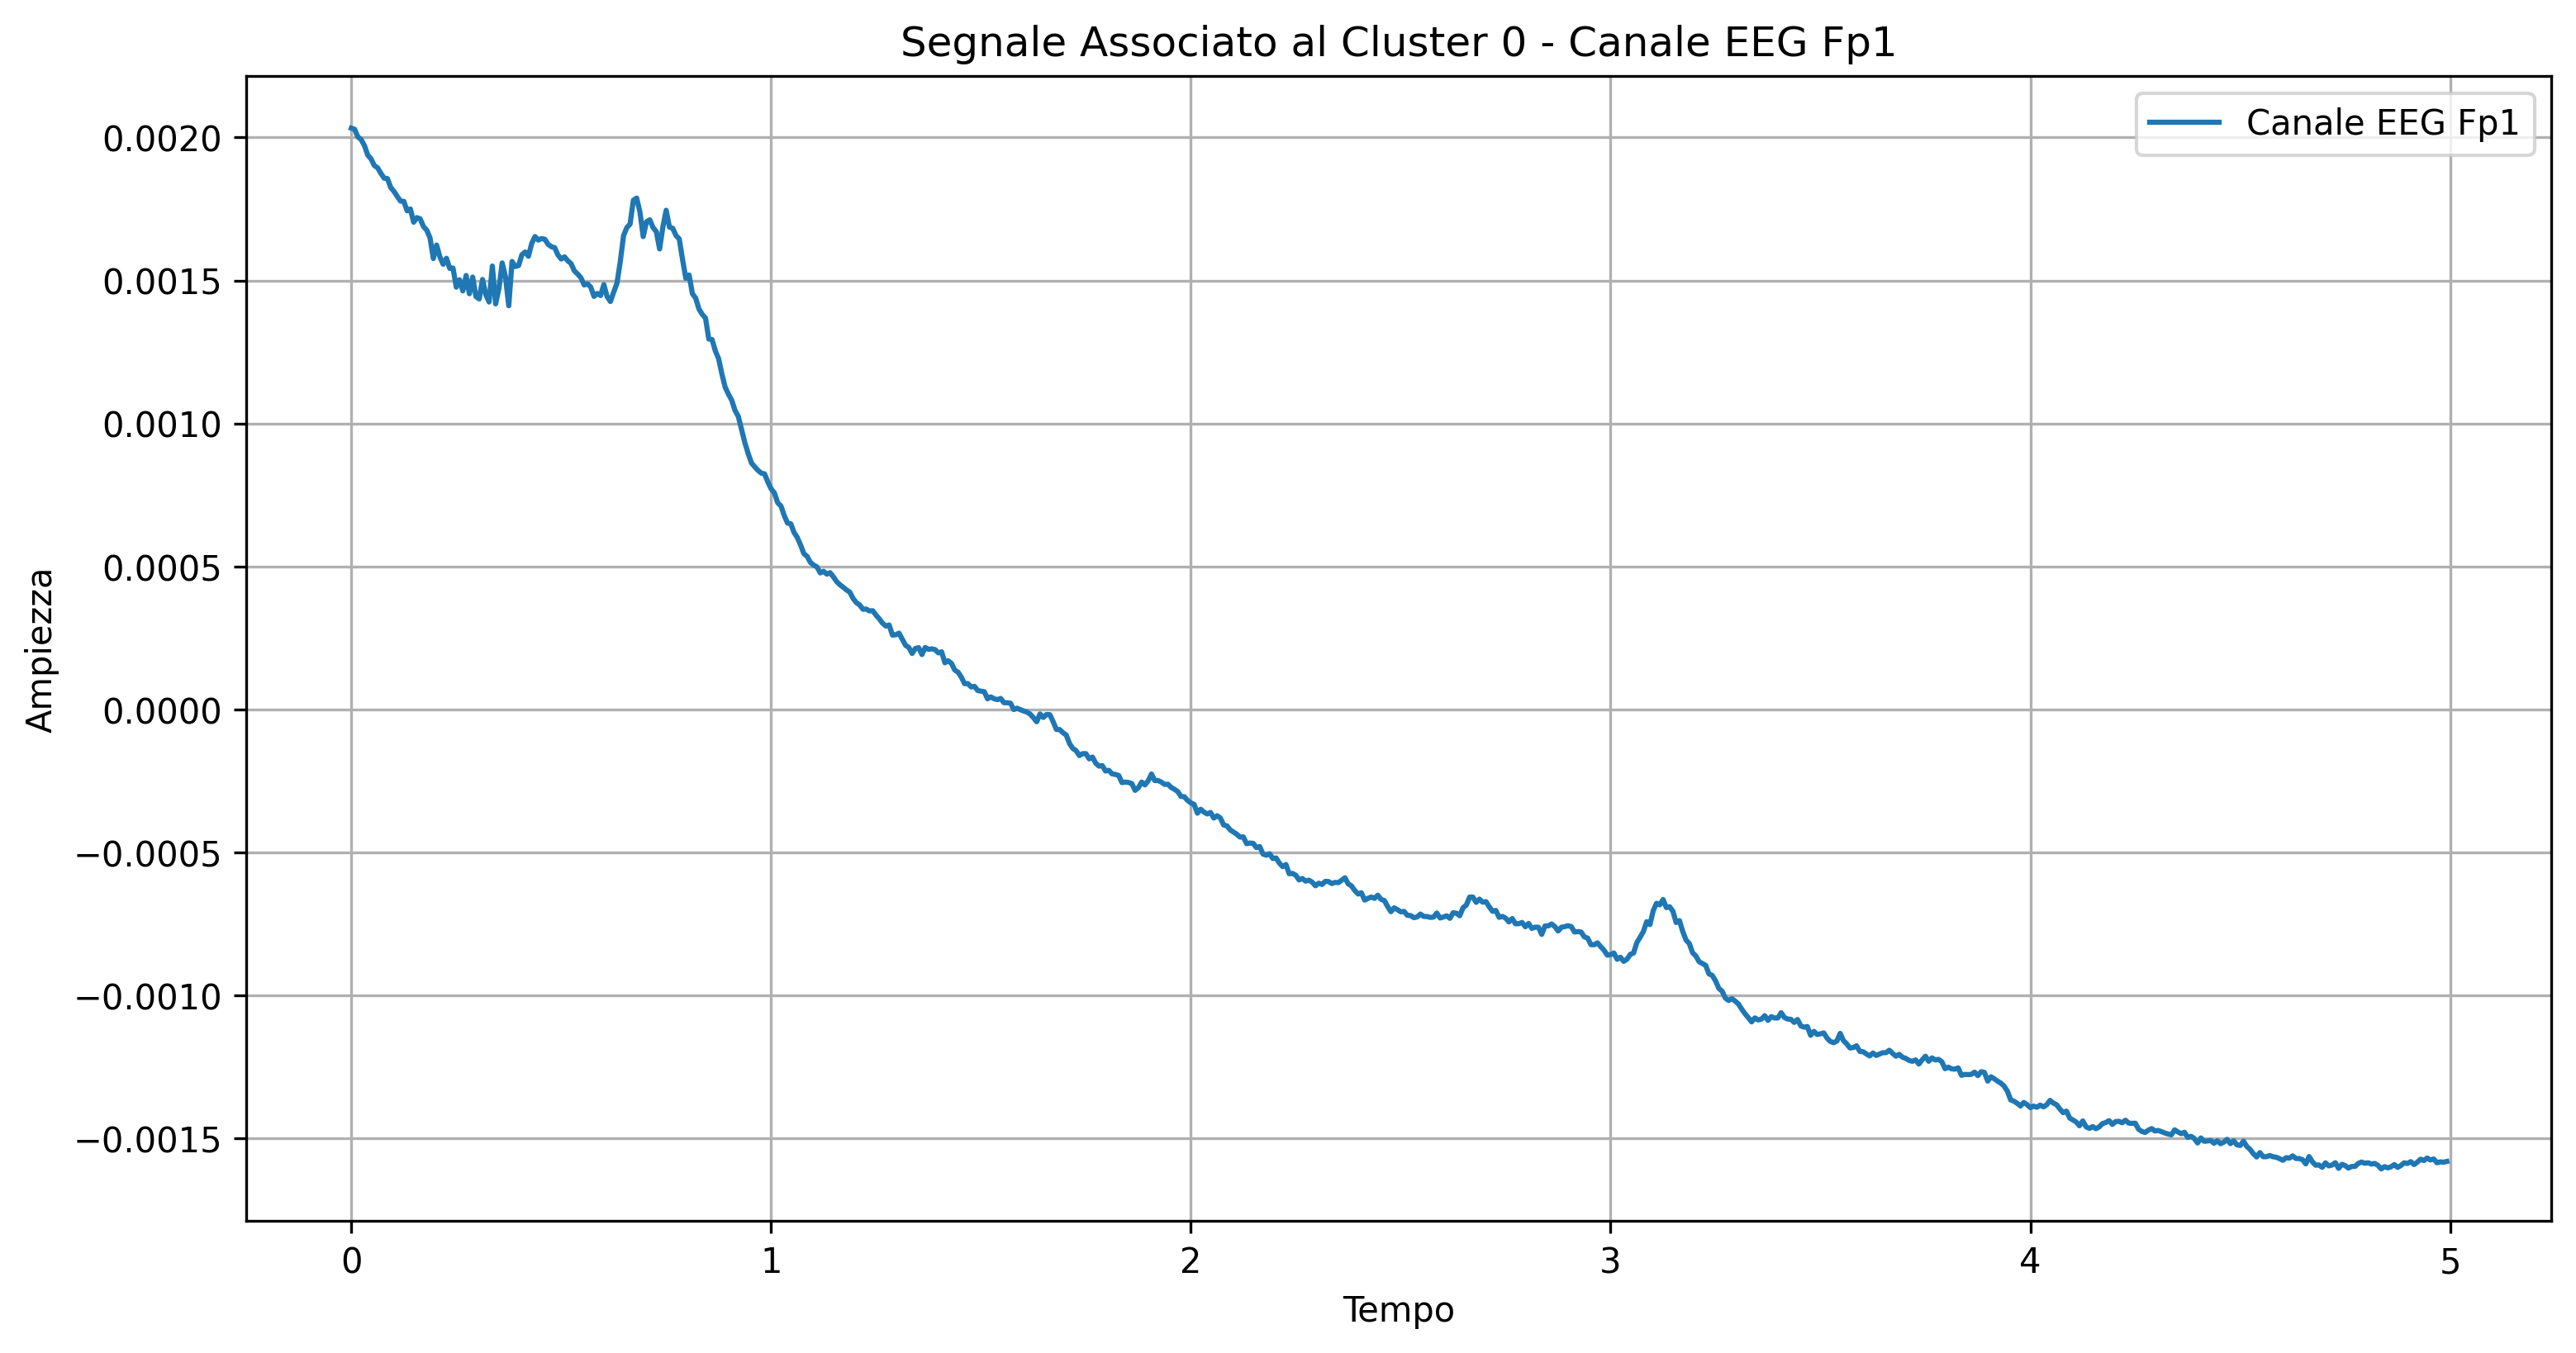 Segnale Associato al Cluster 0 - Canale EEG Fp1
Canale EEG Fp1
Ampiezza
0.0020
0.0015
0.0010
0.0005
0.0000
−0.0005
−0.0010
−0.0015
0 1 2 3 4 5
Tempo